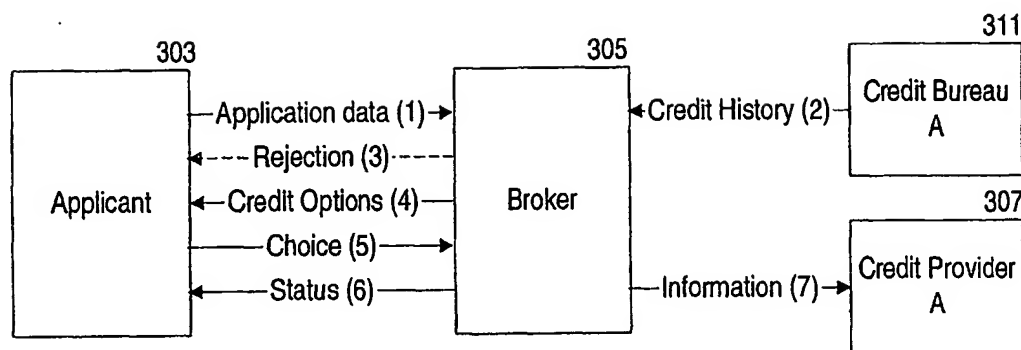 303
305
311
Application data (1)
Credit History (2)
Credit Bureau
A
Rejection (3)
Applicant
Credit Options (4)
Broker
307
Choice (5)
Status (6)
Information (7)
Credit Provider
A